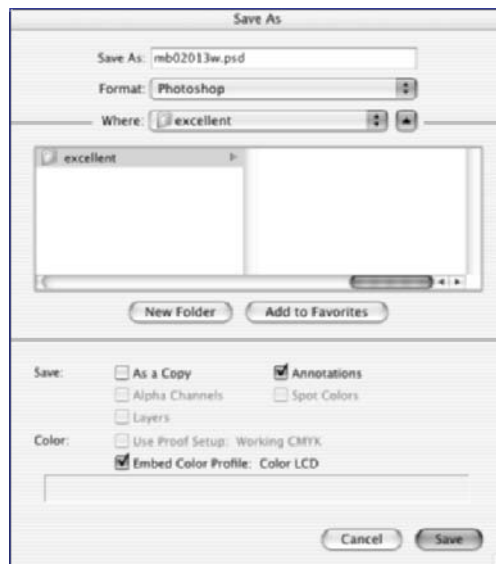 Save As
Save As: mb02013w.psd
Format: Photoshop
Where: excellent
excellent
New Folder Add to Favorites
Save: As a Copy Annotations
Alpha Channels Spot Colors
Layers
Color: Use Proof Setup: Working CMYK
Embed Color Profile: Color LCD
Cancel Save